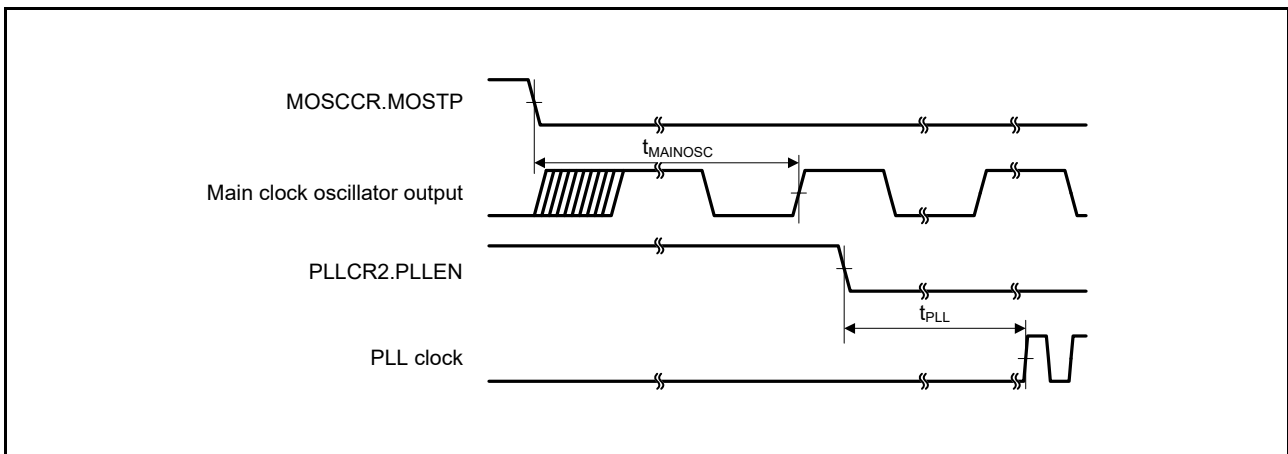 MOSCCR.MOSTP
tMAINOSC
Main clock oscillator output
PLLCR2.PLLEN
tPLL
PLL clock